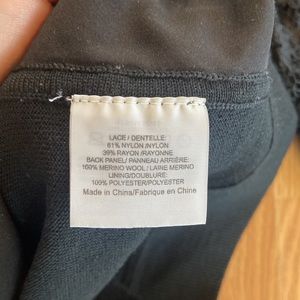 LACE / DENTELLE:
61% NYLON /NYLON
39% RAYON /RAYONNE
BACK PANEL/ PANNEAU ARRIÈRE:
100% MERINO WOOL / LAINE MERINO
LINING/DOUBLURE:
100% POLYESTER/POLYESTER
Made in China/Fabrique en Chine